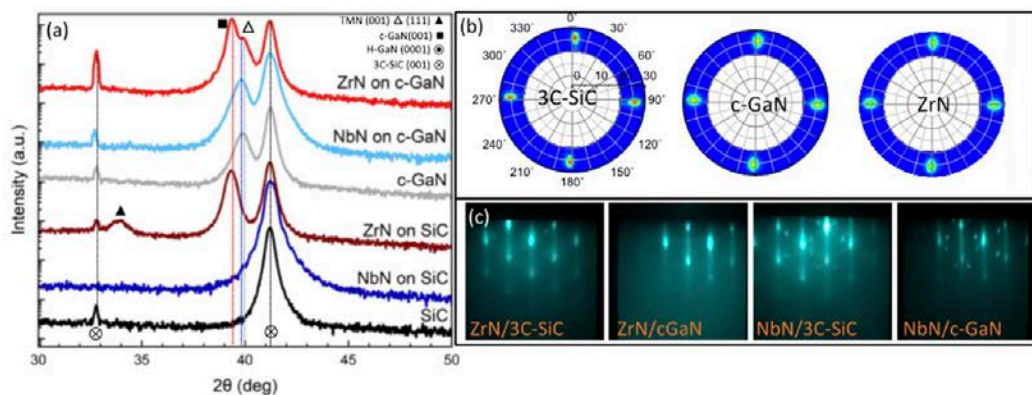 (a)
TMN (001) △ (111) ▲
c-GaN(001) ■
H-GaN (0001) ◉
3C-SiC (001) ⊗
ZrN on c-GaN
NbN on c-GaN
c-GaN
ZrN on SiC
NbN on SiC
SiC
Intensity (a.u.)
30 35 40 45 50
2θ (deg)
(b)
0˚
330˚ 30˚
300˚ 60˚
270˚ 90˚
240˚ 120˚
210˚ 150˚
180˚
0 10 20 30
3C-SiC
c-GaN
ZrN
(c)
ZrN/3C-SiC
ZrN/cGaN
NbN/3C-SiC
NbN/c-GaN